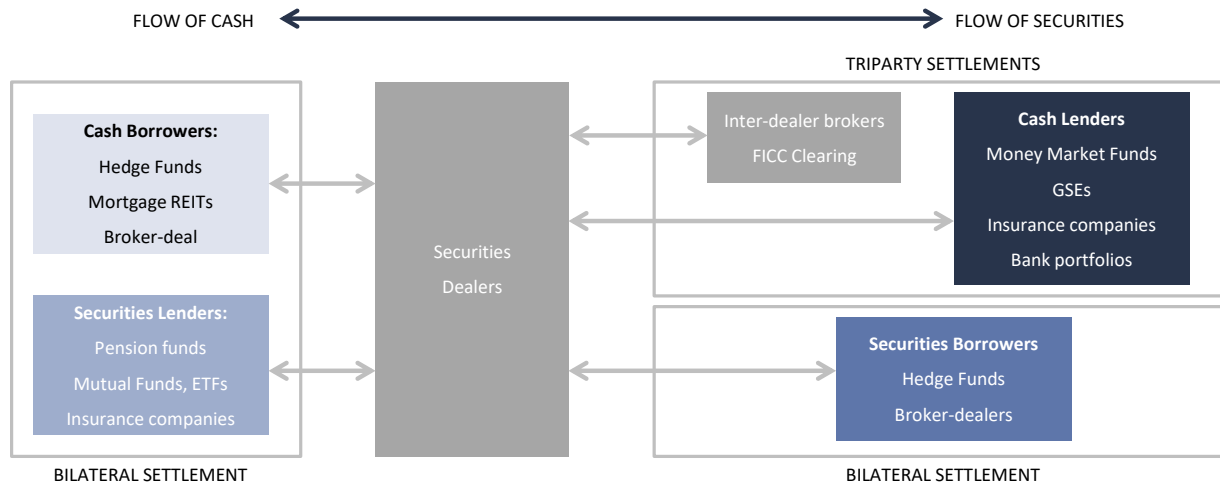 FLOW OF CASH
FLOW OF SECURITIES
TRIPARTY SETTLEMENTS
Cash Borrowers:
Hedge Funds
Mortgage REITs
Broker-deal
Securities Lenders:
Pension funds
Mutual Funds, ETFs
Insurance companies
BILATERAL SETTLEMENT
Securities
Dealers
Inter-dealer brokers
FICC Clearing
Cash Lenders
Money Market Funds
GSEs
Insurance companies
Bank portfolios
Securities Borrowers
Hedge Funds
Broker-dealers
BILATERAL SETTLEMENT